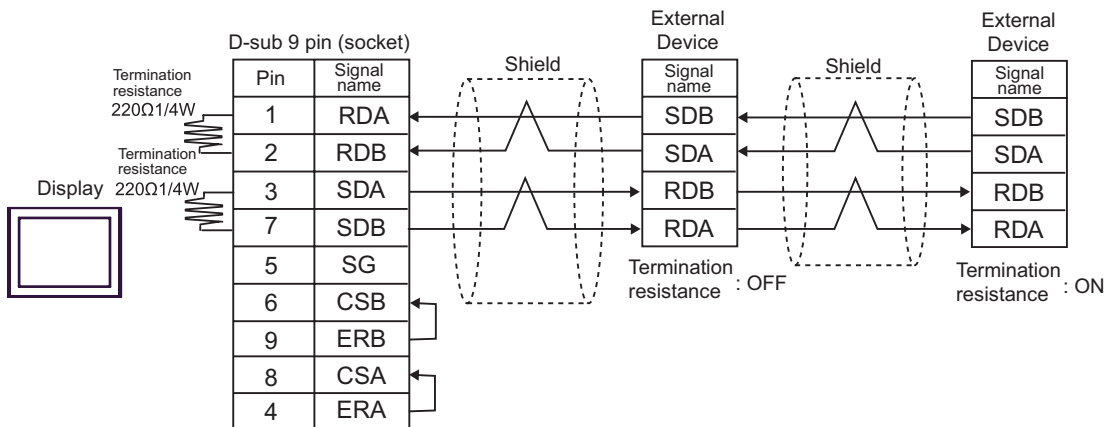 External
Device
External
Device
D-sub 9 pin (socket)
Shield
Shield
Termination
resistance
220Ω1/4W
Termination
resistance
220Ω1/4W
Display
Pin Signal name
1 RDA
2 RDB
3 SDA
7 SDB
5 SG
6 CSB
9 ERB
8 CSA
4 ERA
Signal
name
SDB
SDA
RDB
RDA
Termination
resistance : OFF
Signal
name
SDB
SDA
RDB
RDA
Termination
resistance : ON